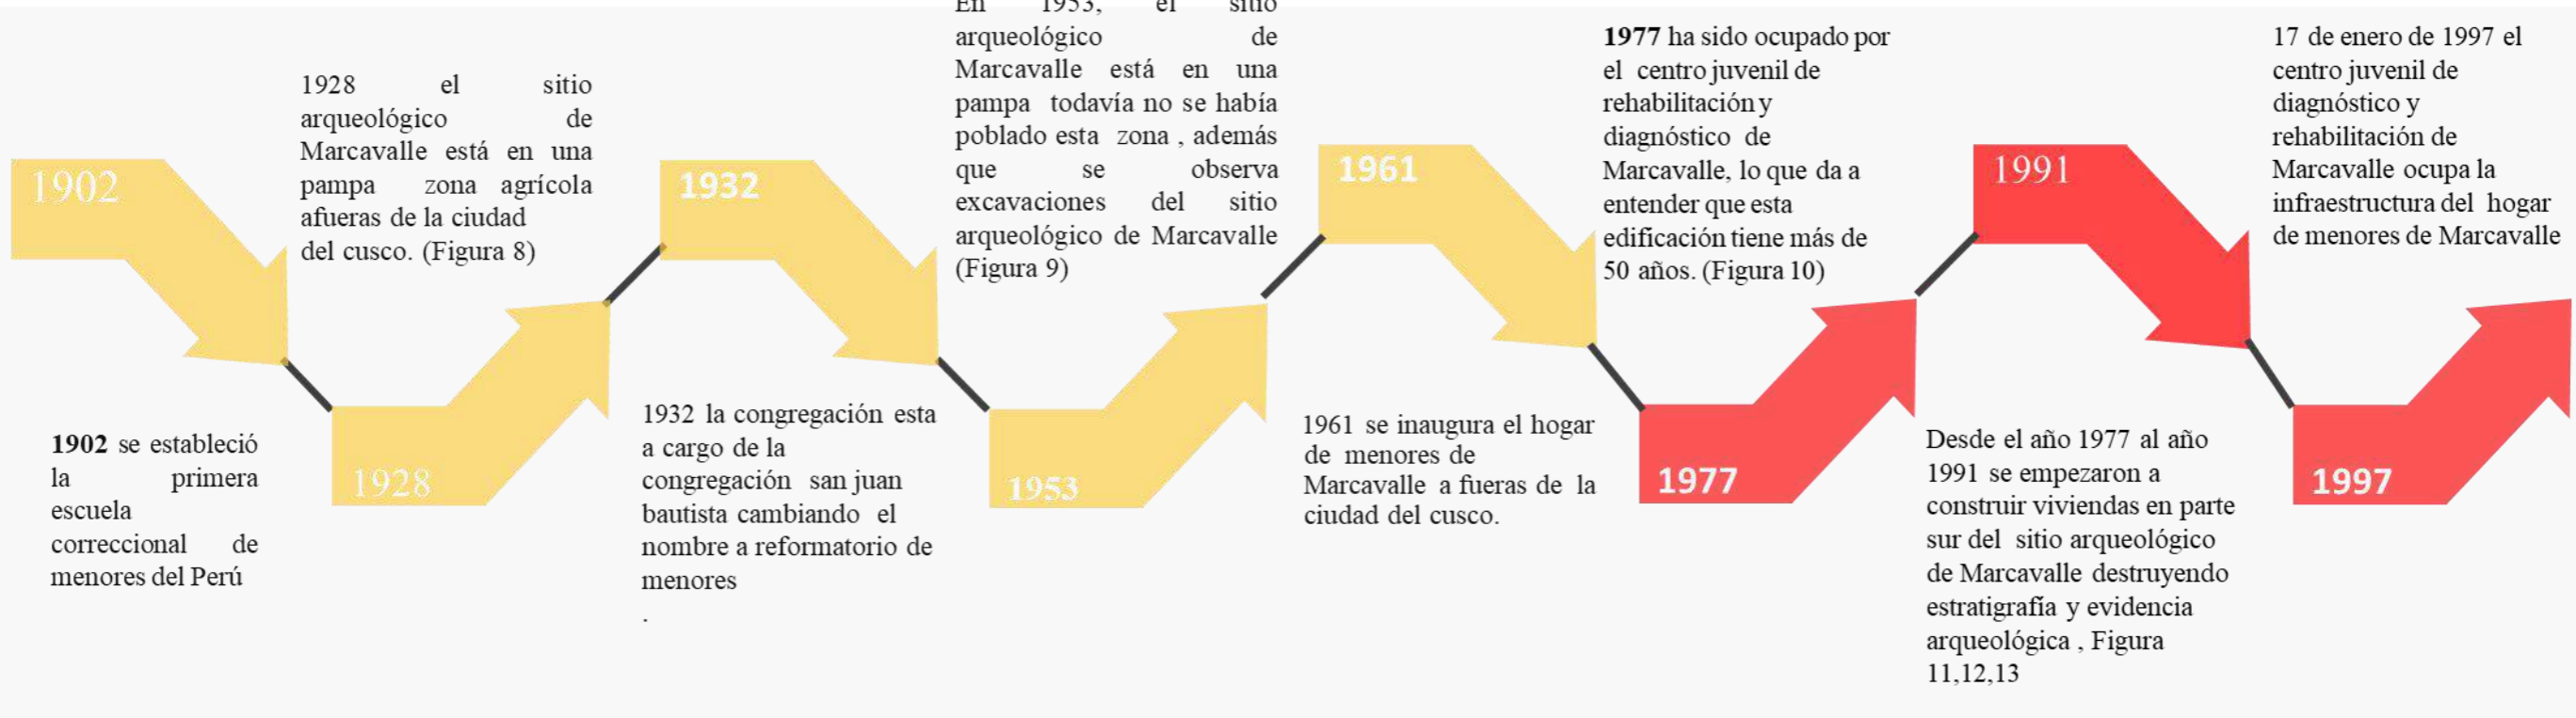 1902
1902 se estableció
la primera
escuela
correccional de
menores del Perú
1928 el sitio
arqueológico de
Marcavalle está en una
pampa zona agrícola
afueras de la ciudad
del cusco. (Figura 8)
1928
1932
1932 la congregación esta
a cargo de la
congregación san juan
bautista cambiando el
nombre a reformatorio de
menores
.
En 1953, el sitio
arqueológico de
Marcavalle está en una
pampa todavía no se había
poblado esta zona , además
que se observa
excavaciones del sitio
arqueológico de Marcavalle
(Figura 9)
1953
1961
1961 se inaugura el hogar
de menores de
Marcavalle a fueras de la
ciudad del cusco.
1977 ha sido ocupado por
el centro juvenil de
rehabilitación y
diagnóstico de
Marcavalle, lo que da a
entender que esta
edificación tiene más de
50 años. (Figura 10)
1977
1991
Desde el año 1977 al año
1991 se empezaron a
construir viviendas en parte
sur del sitio arqueológico
de Marcavalle destruyendo
estratigrafía y evidencia
arqueológica , Figura
11,12,13
17 de enero de 1997 el
centro juvenil de
diagnóstico y
rehabilitación de
Marcavalle ocupa la
infraestructura del hogar
de menores de Marcavalle
1997